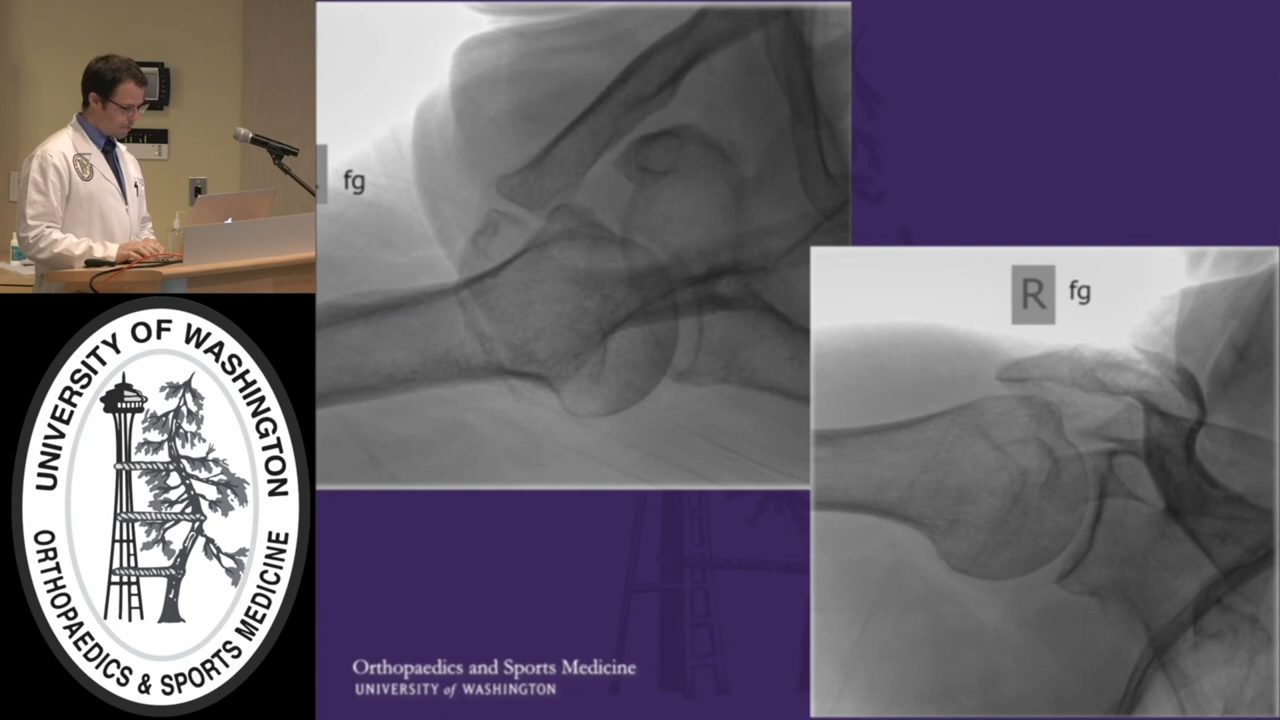 UNIVERSITY OF WASHINGTON
ORTHOPAEDICS & SPORTS MEDICINE
fg
R fg
Orthopaedics and Sports Medicine
UNIVERSITY of WASHINGTON